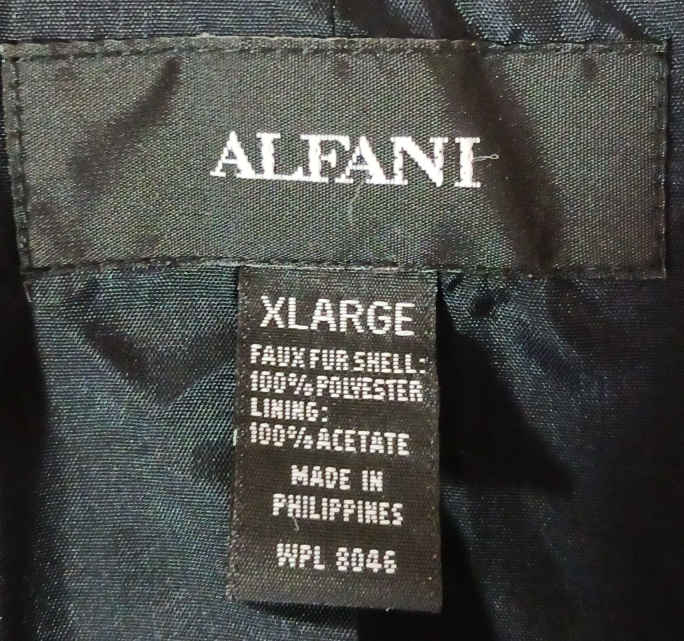 ALFANI
XLARGE
FAUX FUR SHELL:
100% POLYESTER
LINING:
100% ACETATE
MADE IN
PHILIPPINES
WPL 8046